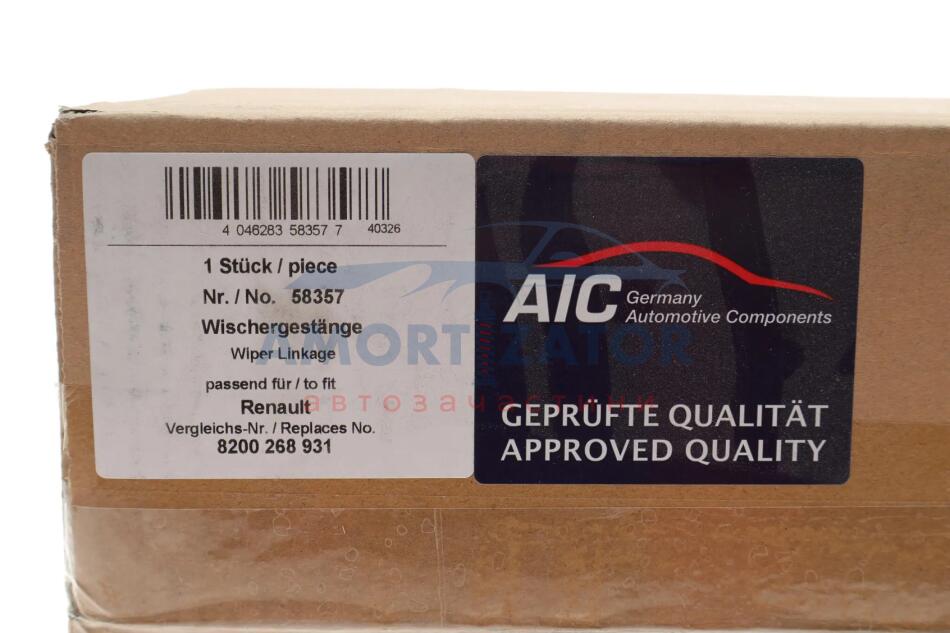 4 046283 58357 7 40326
1 Stück / piece
Nr. / No. 58357
Wischergestänge
Wiper Linkage
passend für / to fit
Renault
Vergleichs-Nr. / Replaces No.
8200 268 931
AIC Germany
Automotive Components
GEPRÜFTE QUALITÄT
APPROVED QUALITY
AMORTIZATOR
автозапчастини